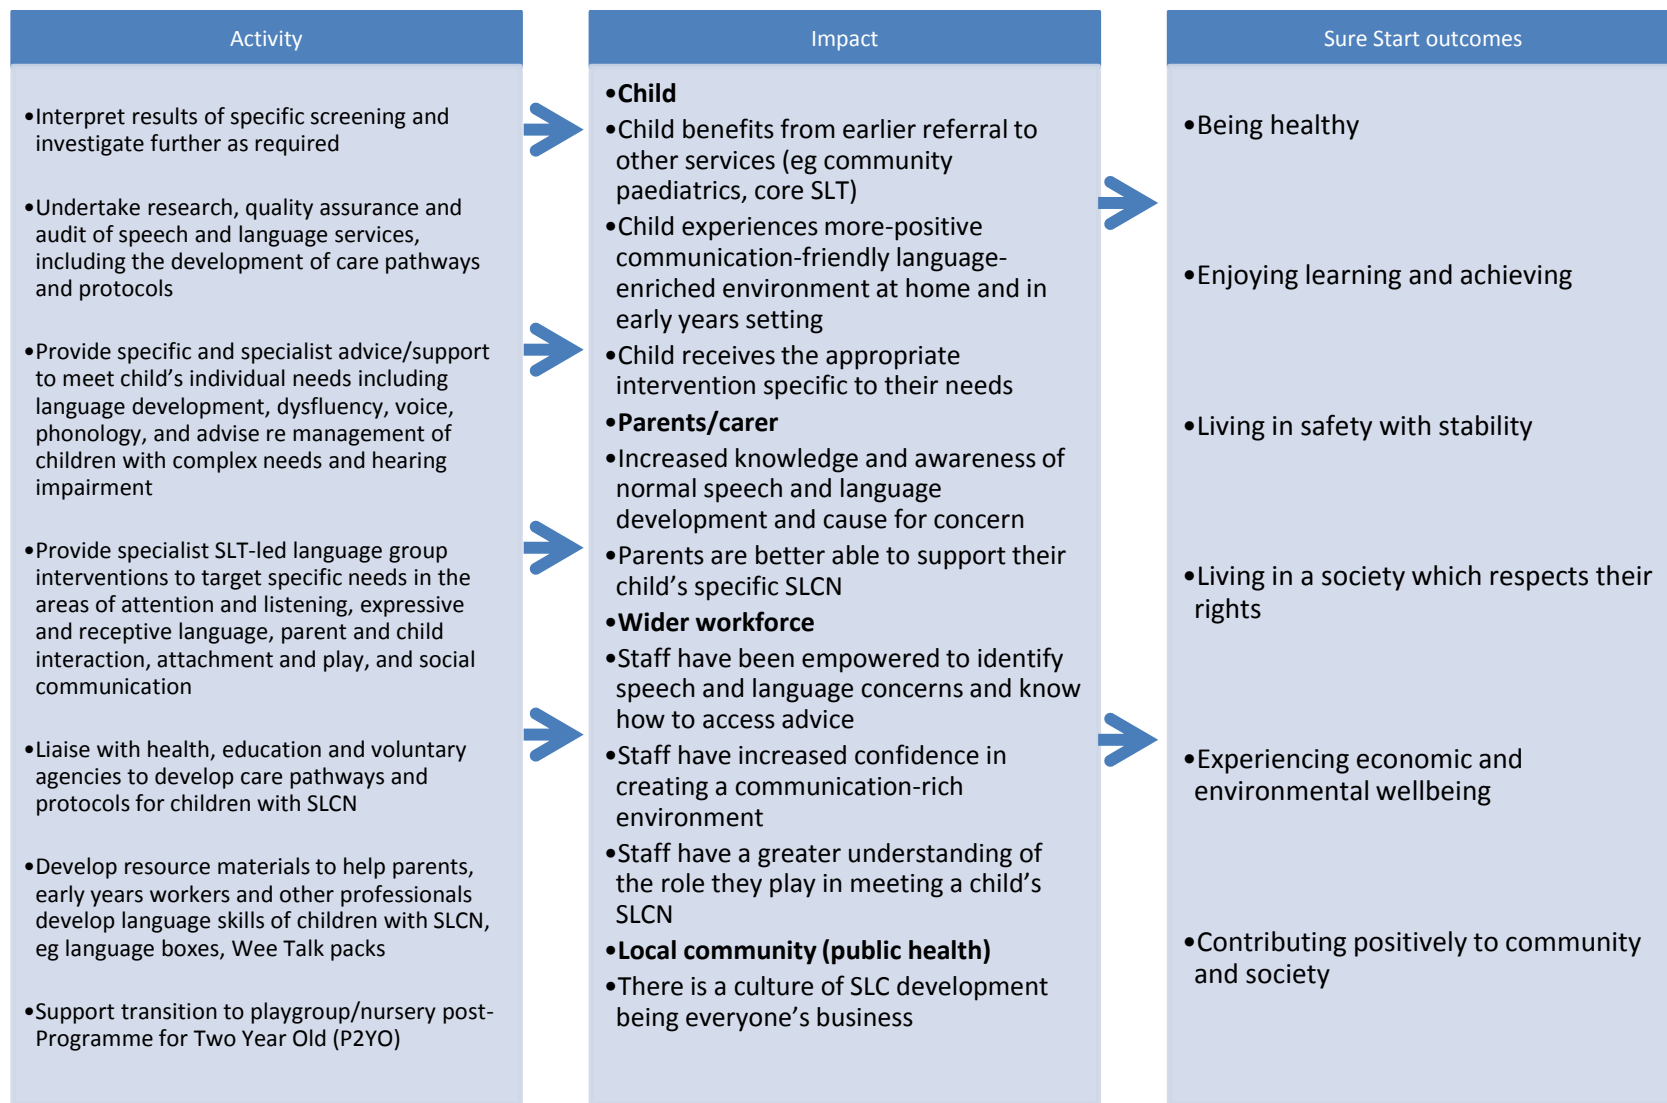 Activity
•Interpret results of specific screening and
investigate further as required
•Undertake research, quality assurance and
audit of speech and language services,
including the development of care pathways
and protocols
•Provide specific and specialist advice/support
to meet child’s individual needs including
language development, dysfluency, voice,
phonology, and advise re management of
children with complex needs and hearing
impairment
•Provide specialist SLT-led language group
interventions to target specific needs in the
areas of attention and listening, expressive
and receptive language, parent and child
interaction, attachment and play, and social
communication
•Liaise with health, education and voluntary
agencies to develop care pathways and
protocols for children with SLCN
•Develop resource materials to help parents,
early years workers and other professionals
develop language skills of children with SLCN,
eg language boxes, Wee Talk packs
•Support transition to playgroup/nursery post-
Programme for Two Year Old (P2YO)
Impact
•Child
•Child benefits from earlier referral to
other services (eg community
paediatrics, core SLT)
•Child experiences more-positive
communication-friendly language-
enriched environment at home and in
early years setting
•Child receives the appropriate
intervention specific to their needs
•Parents/carer
•Increased knowledge and awareness of
normal speech and language
development and cause for concern
•Parents are better able to support their
child’s specific SLCN
•Wider workforce
•Staff have been empowered to identify
speech and language concerns and know
how to access advice
•Staff have increased confidence in
creating a communication-rich
environment
•Staff have a greater understanding of
the role they play in meeting a child’s
SLCN
•Local community (public health)
•There is a culture of SLC development
being everyone’s business
Sure Start outcomes
•Being healthy
•Enjoying learning and achieving
•Living in safety with stability
•Living in a society which respects their
rights
•Experiencing economic and
environmental wellbeing
•Contributing positively to community
and society